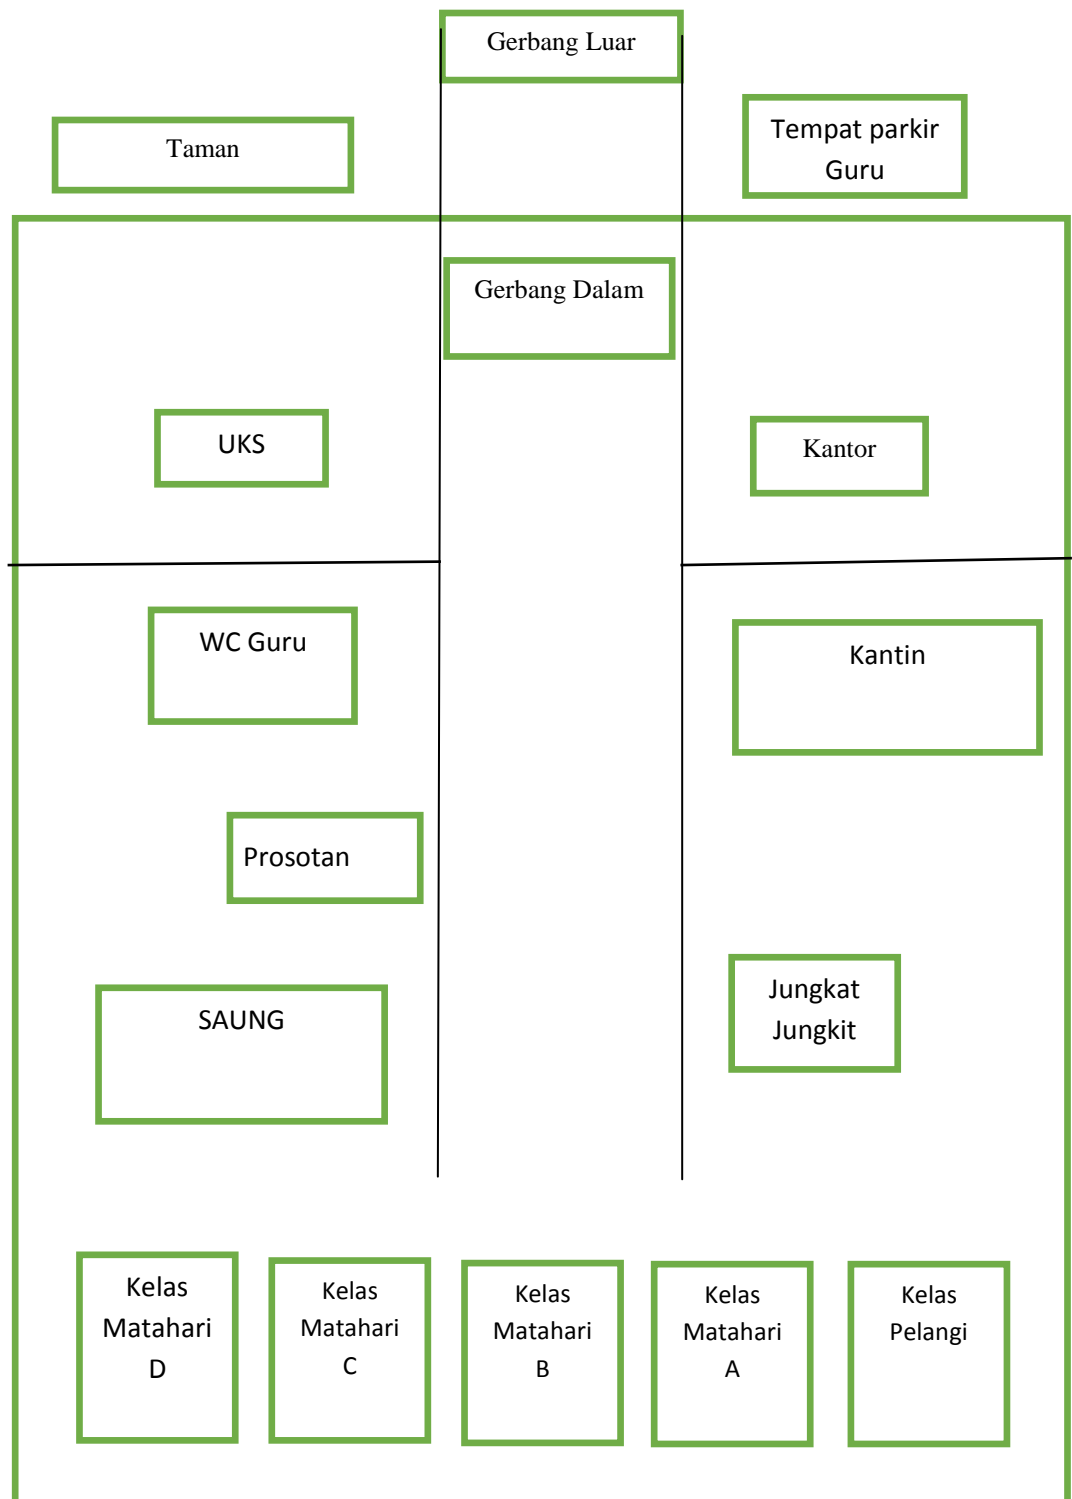 Gerbang Luar
Taman
Tempat parkir
Guru
Gerbang Dalam
UKS
Kantor
WC Guru
Kantin
Prosotan
SAUNG
Jungkat
Jungkit
Kelas
Matahari
D
Kelas
Matahari
C
Kelas
Matahari
B
Kelas
Matahari
A
Kelas
Pelangi